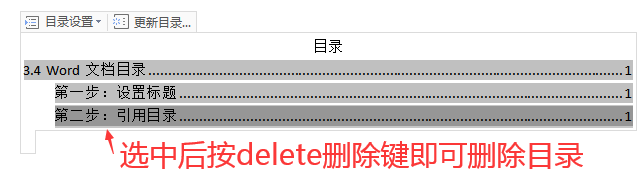 目录设置 更新目录...
目录
3.4 Word 文档目录........................................1
第一步：设置标题........................................1
第二步：引用目录........................................1
选中后按delete删除键即可删除目录